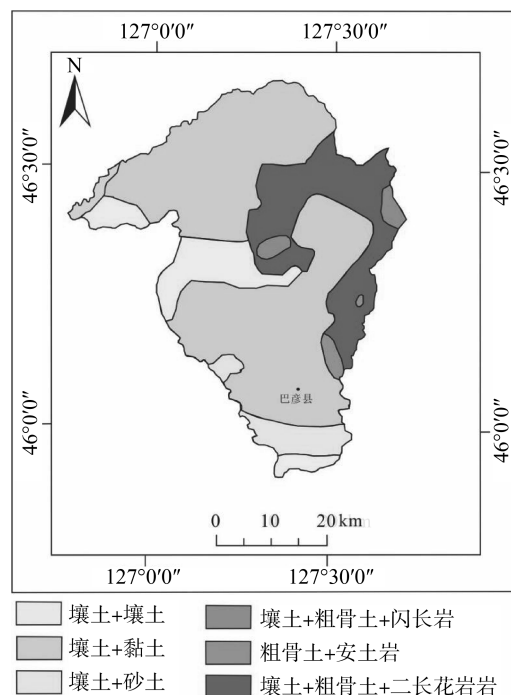 127°0′0″ 127°30′0″
N
46°30′0″ 46°30′0″
巴彦县
46°0′0″ 46°0′0″
0 10 20 km
127°0′0″ 127°30′0″
壤土+壤土 壤土+粗骨土+闪长岩
壤土+黏土 粗骨土+安土岩
壤土+砂土 壤土+粗骨土+二长花岩岩